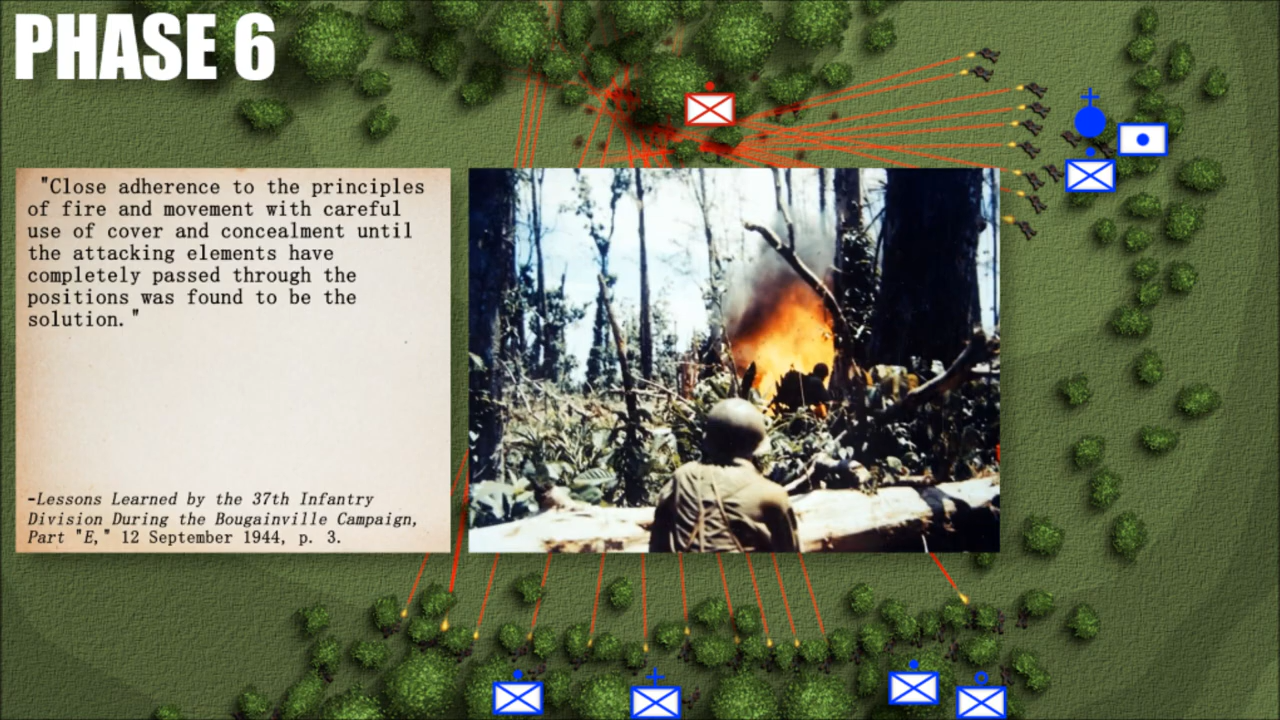 PHASE 6
"Close adherence to the principles
of fire and movement with careful
use of cover and concealment until
the attacking elements have
completely passed through the
positions was found to be the
solution."
-Lessons Learned by the 37th Infantry
Division During the Bougainville Campaign,
Part "E," 12 September 1944, p. 3.